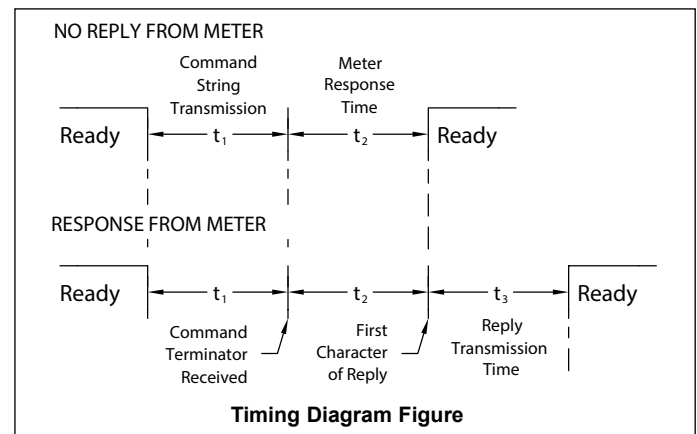 NO REPLY FROM METER
Command
String
Transmission
Meter
Response
Time
Ready
t₁
t₂
Ready
RESPONSE FROM METER
Ready
t₁
t₂
t₃
Ready
Command
Terminator
Received
First
Character
of Reply
Reply
Transmission
Time
Timing Diagram Figure